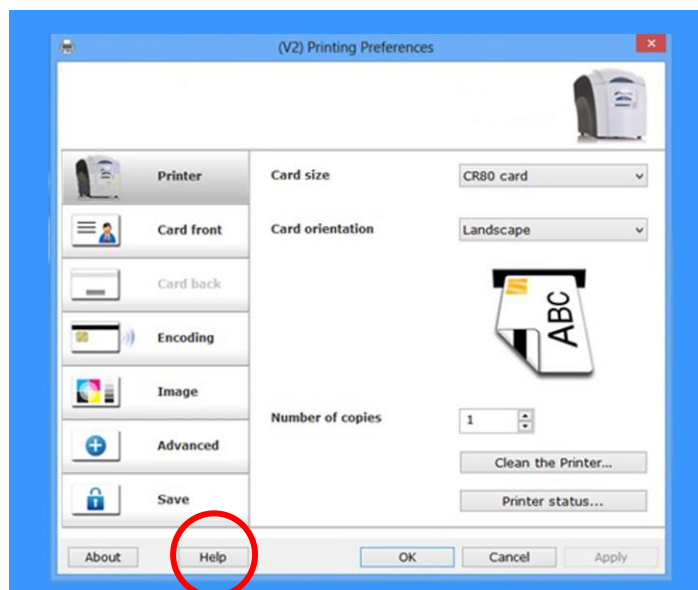 (V2) Printing Preferences
Printer
Card size
CR80 card
Card front
Card orientation
Landscape
Card back
ABC
Encoding
Image
Number of copies
1
Advanced
Clean the Printer...
Save
Printer status...
About
Help
OK
Cancel
Apply